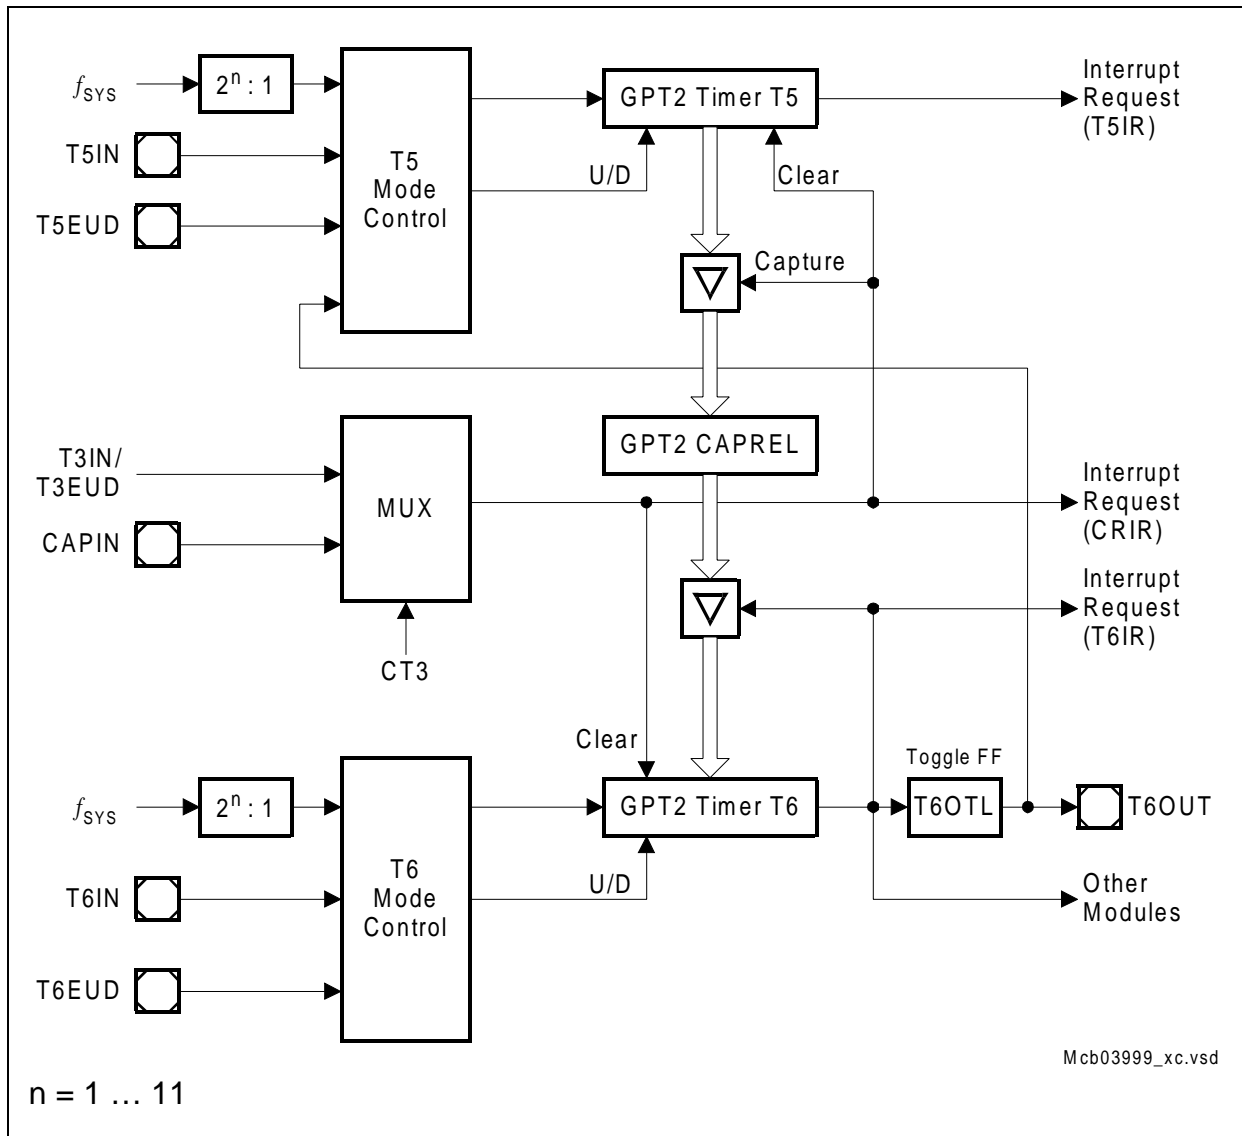 fSYS
2ⁿ : 1
T5IN
T5EUD
T5
Mode
Control
GPT2 Timer T5
U/D
Clear
Interrupt
Request
(T5IR)
Capture
T3IN/
T3EUD
CAPIN
MUX
CT3
GPT2 CAPREL
Interrupt
Request
(CRIR)
Interrupt
Request
(T6IR)
Clear
fSYS
2ⁿ : 1
T6IN
T6EUD
T6
Mode
Control
GPT2 Timer T6
U/D
Toggle FF
T6OTL
T6OUT
Other
Modules
Mcb03999_xc.vsd
n = 1 ... 11